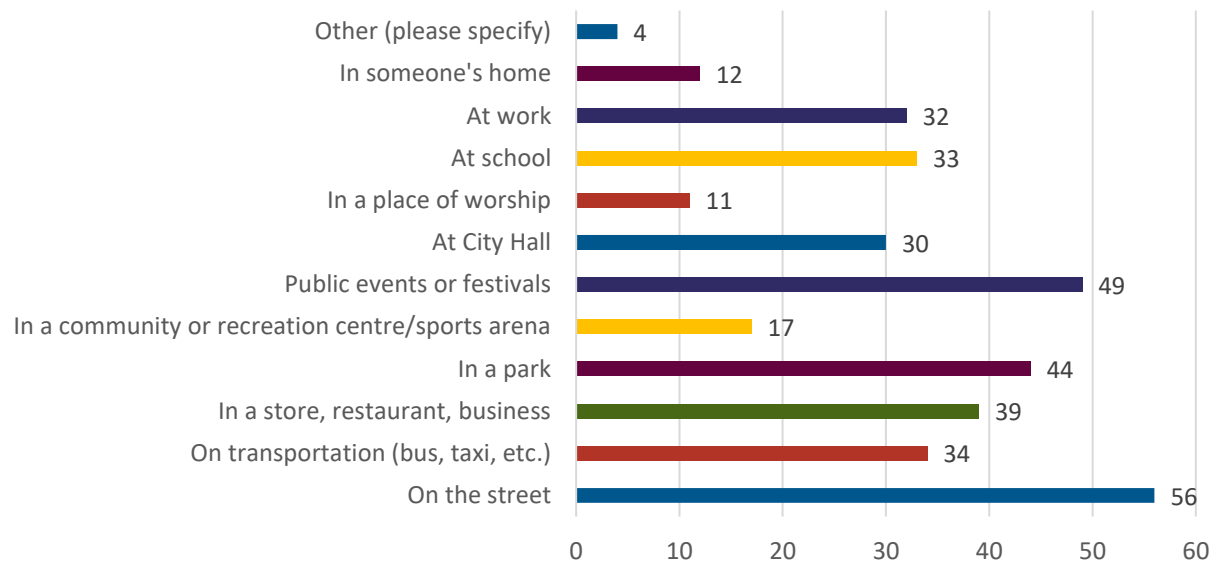 Other (please specify) 4
In someone's home 12
At work 32
At school 33
In a place of worship 11
At City Hall 30
Public events or festivals 49
In a community or recreation centre/sports arena 17
In a park 44
In a store, restaurant, business 39
On transportation (bus, taxi, etc.) 34
On the street 56
0 10 20 30 40 50 60